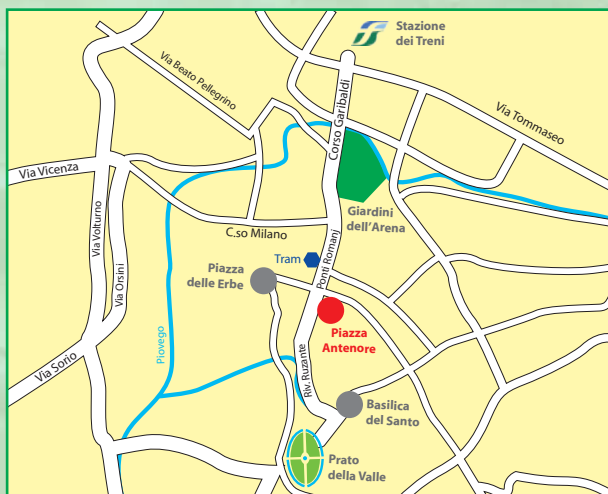 Stazione
dei Treni
Via Beato Pellegrino
Corso Garibaldi
Via Tommaseo
Via Vicenza
Giardini
dell'Arena
Via Volturno
C.so Milano
Ponti Romani
Tram
Via Orsini
Piazza
delle Erbe
Piovego
Piazza
Antenore
Via Sorio
Riv. Ruzante
Basilica
del Santo
Prato
della Valle